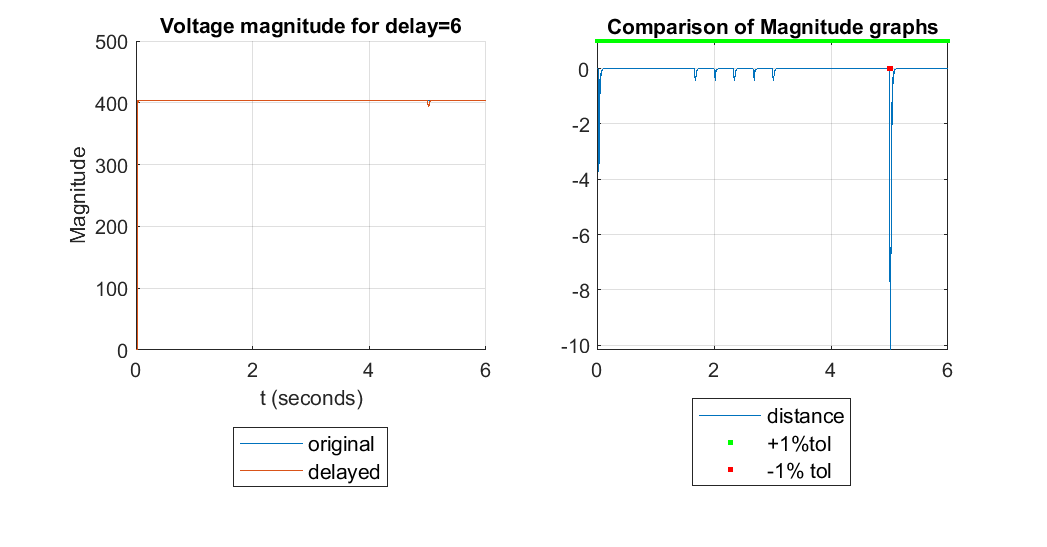 Voltage magnitude for delay=6
500
400
300
200
100
0
Magnitude
0 2 4 6
t (seconds)
original
delayed
Comparison of Magnitude graphs
0
-2
-4
-6
-8
-10
0 2 4 6
distance
+1%tol
-1% tol